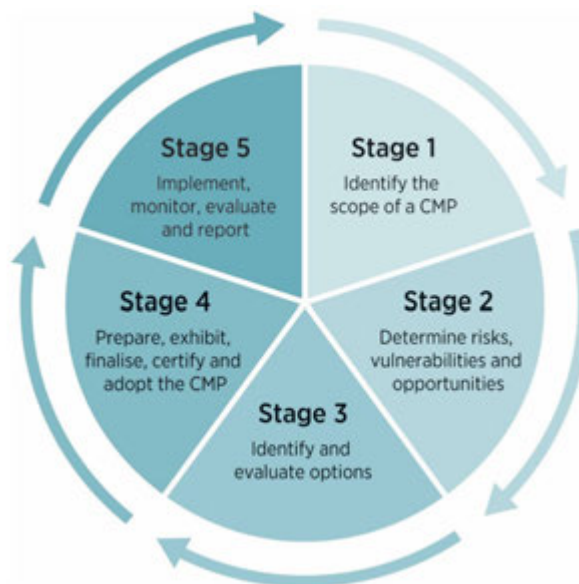 Stage 1
Identify the
scope of a CMP
Stage 2
Determine risks,
vulnerabilities and
opportunities
Stage 3
Identify and
evaluate options
Stage 4
Prepare, exhibit,
finalise, certify and
adopt the CMP
Stage 5
Implement,
monitor, evaluate
and report